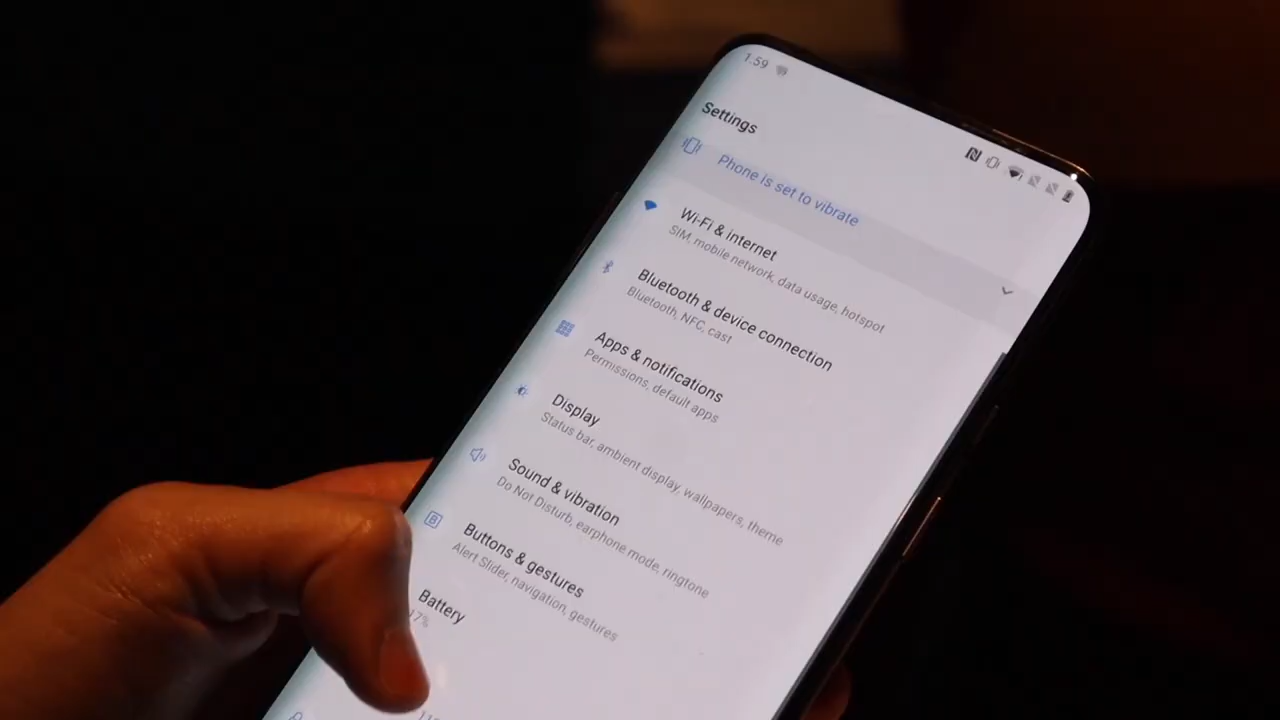 1:59
Settings
Phone is set to vibrate
Wi-Fi & internet
SIM, mobile network, data usage, hotspot
Bluetooth & device connection
Bluetooth, NFC, cast
Apps & notifications
Permissions, default apps
Display
Status bar, ambient display, wallpapers, theme
Sound & vibration
Do Not Disturb, earphone mode, ringtone
Buttons & gestures
Alert Slider, navigation, gestures
Battery